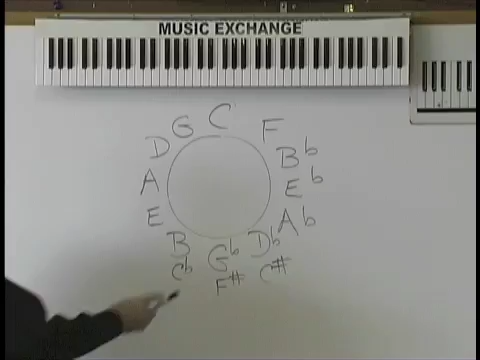 MUSIC EXCHANGE
C
G F
D B♭
A E♭
E A♭
B G♭ D♭
C♭ F# C#